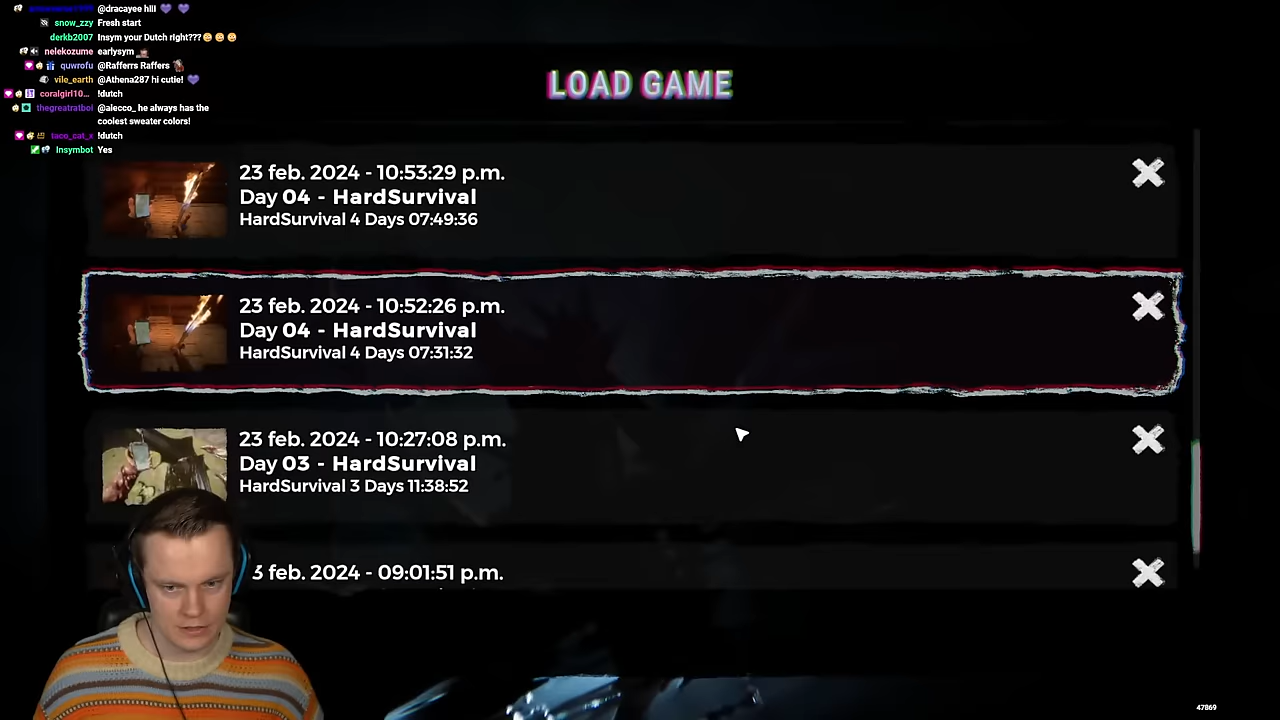 @dracayee hiii
snow_zzy Fresh start
derkb2007 Insym your Dutch right???
nelekozume earlysym
quwrofu @Rafferrs Raffers
vile_earth @Athena287 hi cutie!
coralgirl10... !dutch
thegreatratboi @alecco_ he always has the
coolest sweater colors!
taco_cat_x !dutch
Insymbot Yes
LOAD GAME
23 feb. 2024 - 10:53:29 p.m.
Day 04 - HardSurvival
HardSurvival 4 Days 07:49:36
23 feb. 2024 - 10:52:26 p.m.
Day 04 - HardSurvival
HardSurvival 4 Days 07:31:32
23 feb. 2024 - 10:27:08 p.m.
Day 03 - HardSurvival
HardSurvival 3 Days 11:38:52
3 feb. 2024 - 09:01:51 p.m.
47869